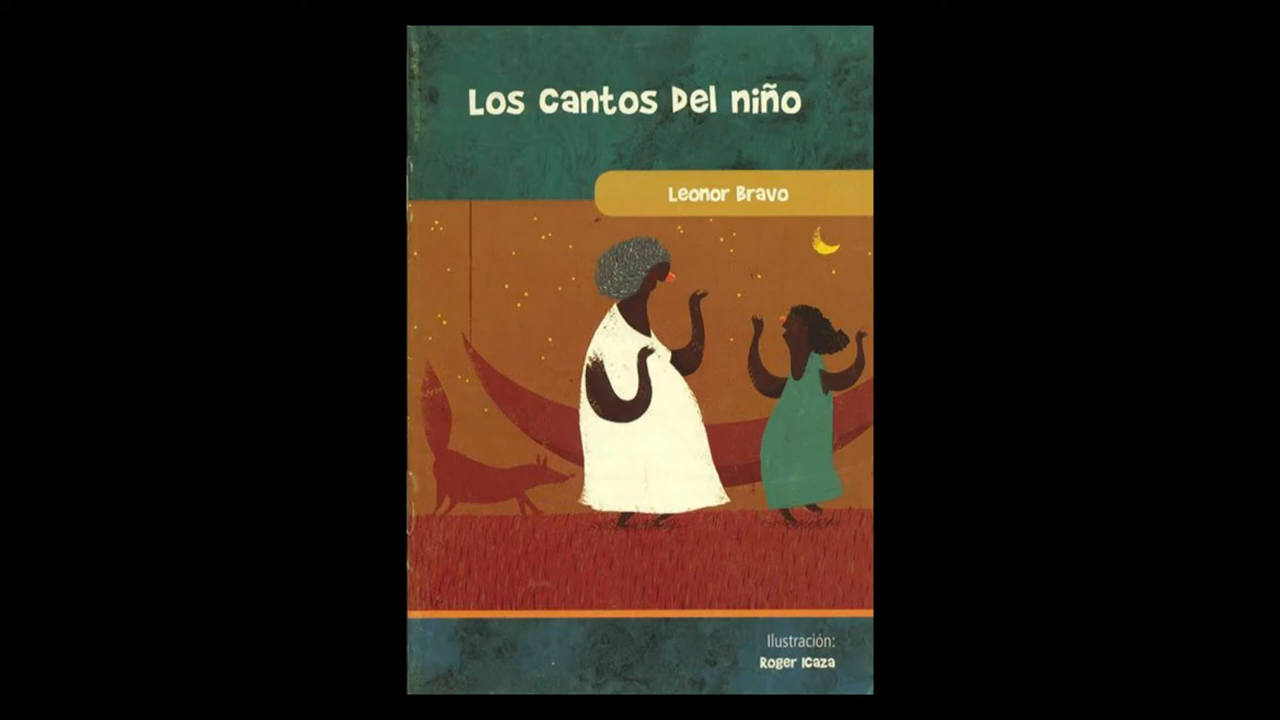 Los cantos del niño
Leonor Bravo
Ilustración:
Roger Icaza